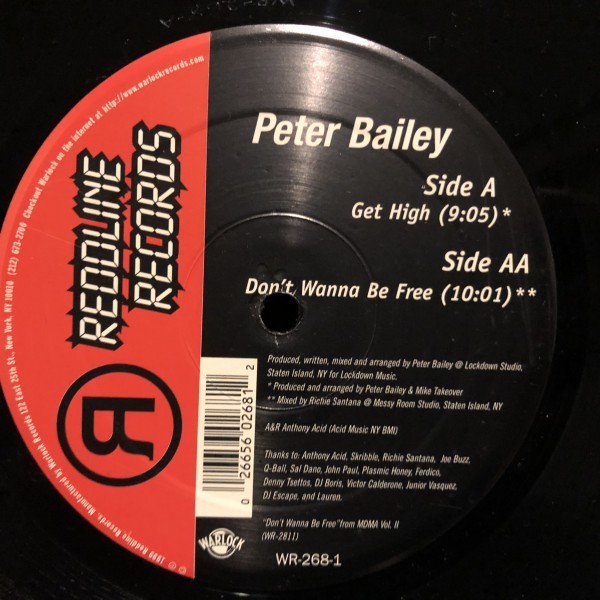 Peter Bailey
Side A
Get High (9:05)*
Side AA
Don't Wanna Be Free (10:01)**
Produced, written, mixed and arranged by Peter Bailey @ Lockdown Studio,
Staten Island, NY for Lockdown Music.
* Produced and arranged by Peter Bailey & Mike Takeover
** Mixed by Richie Santana @ Messy Room Studio, Staten Island, NY
A&R Anthony Acid (Acid Music NY BMI)
Thanks to: Anthony Acid, Skribble, Richie Santana, Joe Buzz,
Q-Ball, Sal Dano, John Paul, Plasmic Honey, Ferdico,
Denny Tsettos, DJ Boris, Victor Calderone, Junior Vasquez,
DJ Escape, and Lauren.
"Don't Wanna Be Free" from MDMA Vol. II
(WR-2811)
WARLOCK
WR-268-1
REDDLINE
RECORDS
R
0 26656 02681 2
℗ © 1999 Reddline Records, Manufactured by Warlock Records 122 East 25th St., New York, NY 10010 (212) 673-2700 Checkout Warlock on the internet at http://www.warlockrecords.com